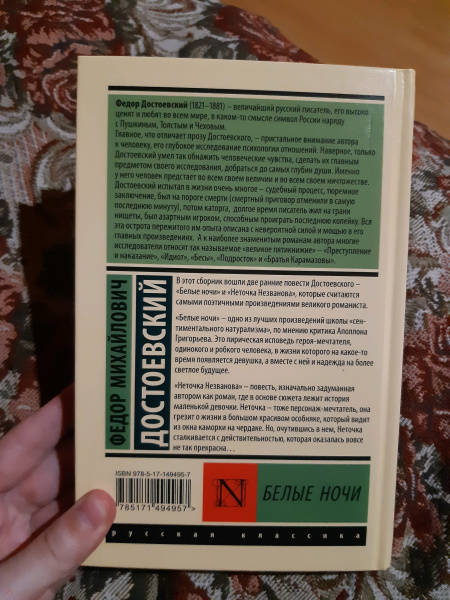 Федор Достоевский (1821–1881) – величайший русский писатель, его высоко
ценят и любят во всем мире, в каком-то смысле символ России наряду
с Пушкиным, Толстым и Чеховым.
Главное, что отличает прозу Достоевского, – пристальное внимание автора
к человеку, его глубокое исследование психологии отношений. Наверное, только
Достоевский умел так обнажить человеческие чувства, сделать их главным
предметом своего исследования, добраться до самых глубин души. Именно
у него человек предстает во всем своем величии и во всем своем ничтожестве.
Достоевский испытал в жизни очень многое – судебный процесс, тюремное
заключение, был на пороге смерти (смертный приговор отменили в самую
последнюю минуту), потом каторга, долгое время писатель жил на грани
нищеты, был азартным игроком, способным проиграть последнюю копейку. Вся
эта острота пережитого им опыта описана с невероятной силой и мощью в его
главных произведениях. А к наиболее знаменитым романам автора многие
исследователи относят так называемое «великое пятикнижие» – «Преступление
и наказание», «Идиот», «Бесы», «Подросток» и «Братья Карамазовы».
ФЕДОР МИХАЙЛОВИЧ
ДОСТОЕВСКИЙ
В этот сборник вошли две ранние повести Достоевского –
«Белые ночи» и «Неточка Незванова», которые считаются
самыми поэтичными произведениями великого романиста.
«Белые ночи» – одно из лучших произведений школы «сен-
тиментального натурализма», по мнению критика Аполлона
Григорьева. Это лирическая исповедь героя-мечтателя,
одинокого и робкого человека, в жизни которого на какое-то
время появляется девушка, а вместе с ней и надежда на более
светлое будущее.
«Неточка Незванова» – повесть, изначально задуманная
автором как роман, где в основе сюжета лежит история
маленькой девочки. Неточка – тоже персонаж-мечтатель, она
грезит о жизни в большом красивом особняке, который видит
из окна каморки на чердаке. Но, очутившись в нем, Неточка
сталкивается с действительностью, которая оказалась вовсе
не так прекрасна…
ISBN 978-5-17-149495-7
785171 494957 >
N
БЕЛЫЕ НОЧИ
русская классика